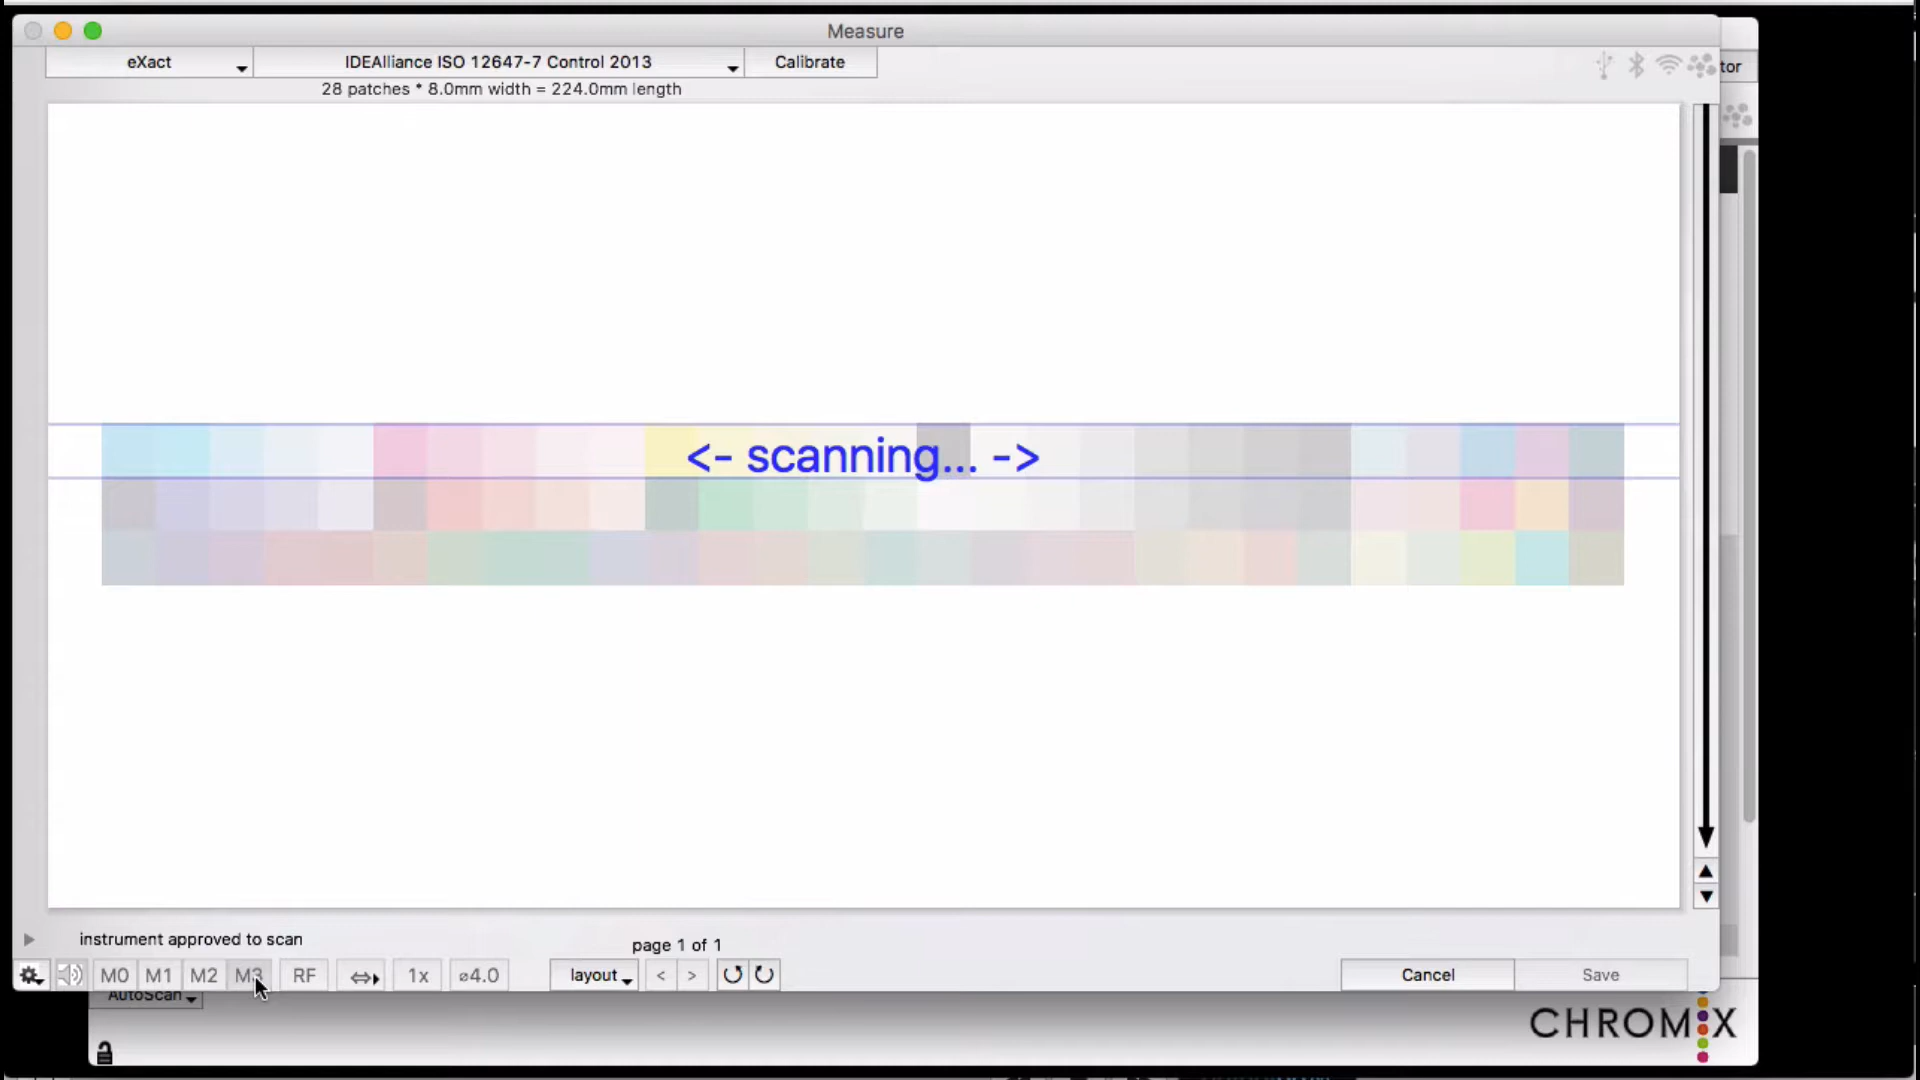 Measure
eXact
IDEAlliance ISO 12647-7 Control 2013
Calibrate
tor
28 patches * 8.0mm width = 224.0mm length
<- scanning... ->
instrument approved to scan
page 1 of 1
M0 M1 M2 M3 RF 1x ⌀4.0 layout < > Cancel Save
AutoScan
CHROMiX